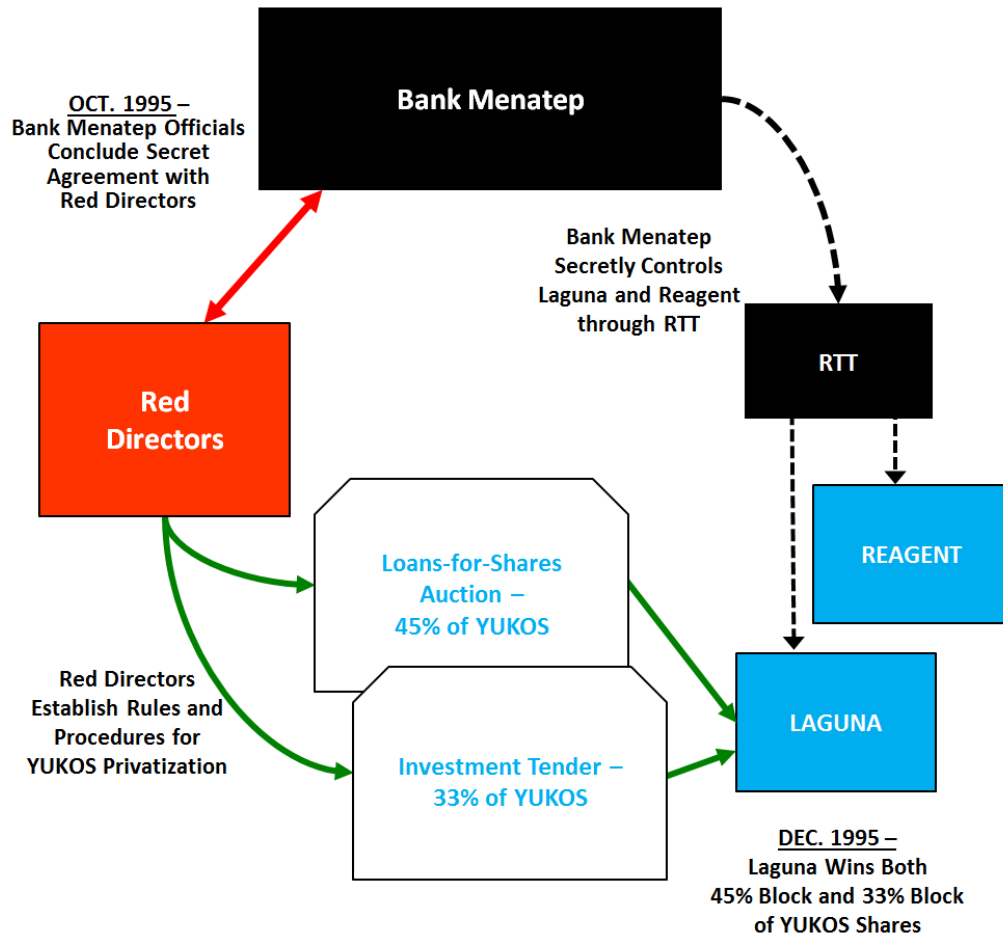 Bank Menatep
OCT. 1995 –
Bank Menatep Officials
Conclude Secret
Agreement with
Red Directors
Bank Menatep
Secretly Controls
Laguna and Reagent
through RTT
RTT
Red
Directors
REAGENT
Loans-for-Shares
Auction –
45% of YUKOS
LAGUNA
Red Directors
Establish Rules and
Procedures for
YUKOS Privatization
Investment Tender –
33% of YUKOS
DEC. 1995 –
Laguna Wins Both
45% Block and 33% Block
of YUKOS Shares